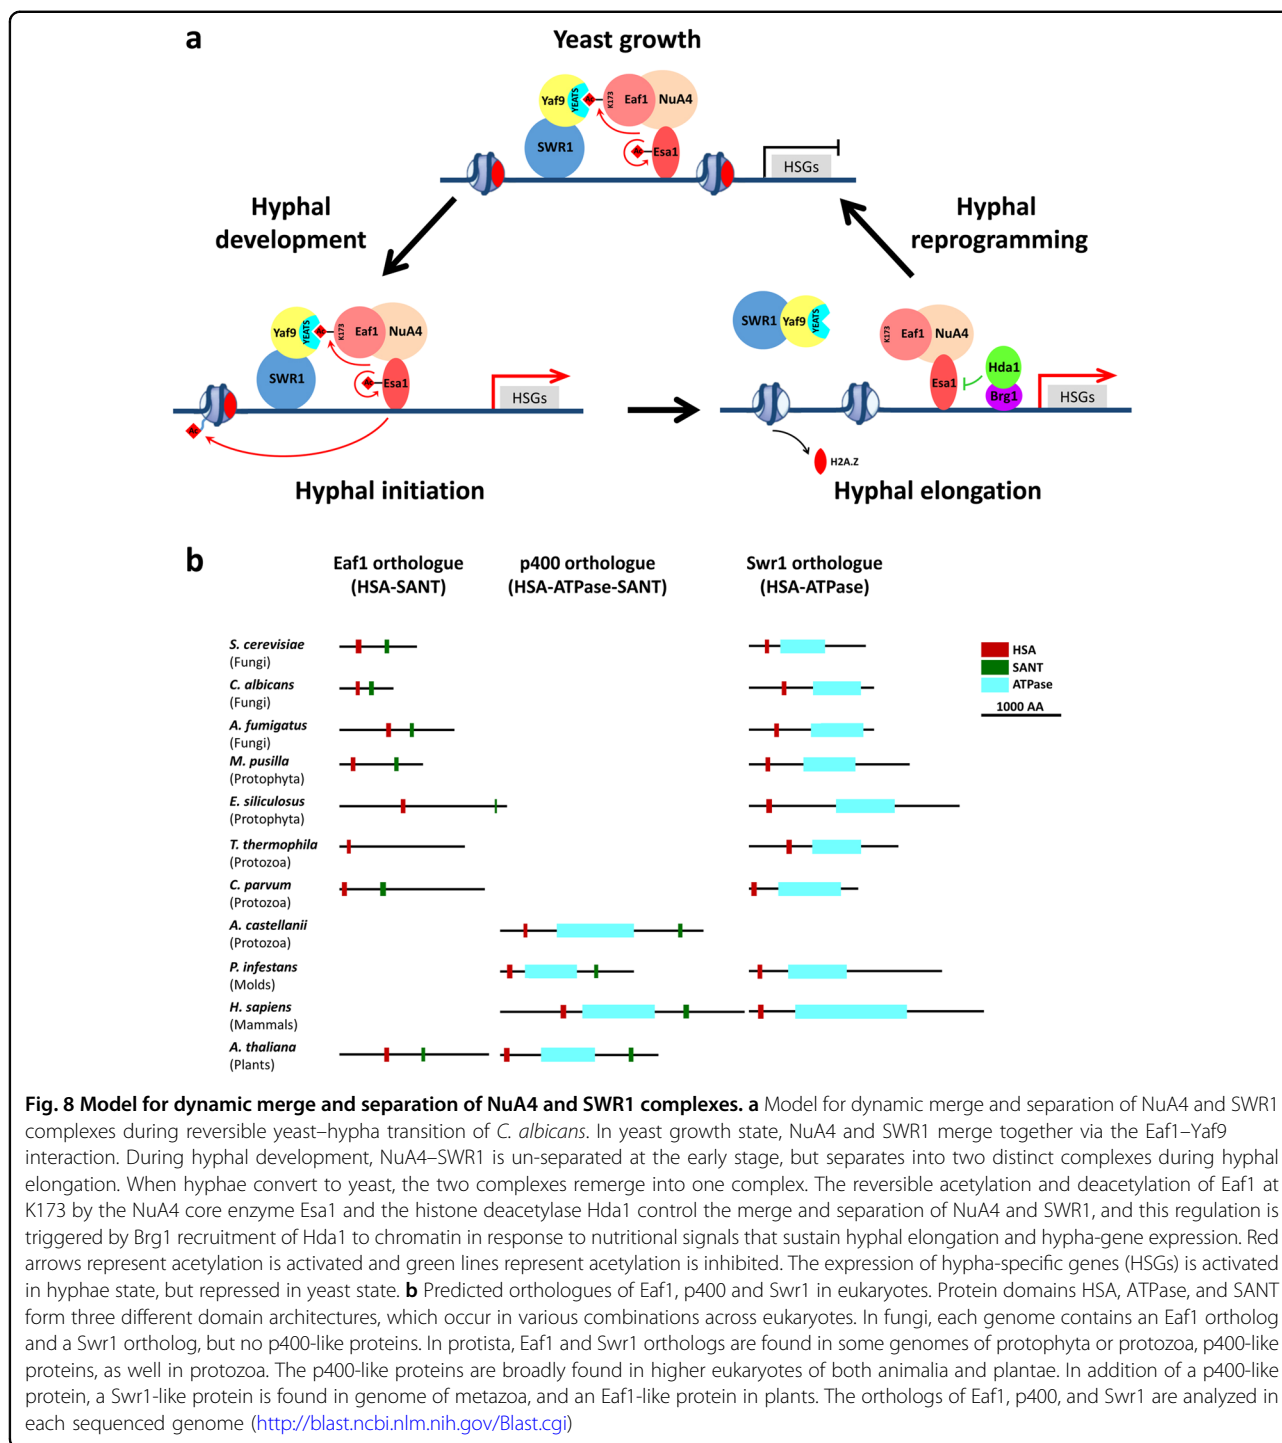 a
Yeast growth
Yaf9
YEATS
Ac
K173
Eaf1
NuA4
SWR1
Ac
Esa1
HSGs
Hyphal
development
Hyphal
reprogramming
Yaf9
YEATS
Ac
K173
Eaf1
NuA4
SWR1
Ac
Esa1
HSGs
Ac
Hyphal initiation
SWR1
Yaf9
YEATS
K173
Eaf1
NuA4
Esa1
Hda1
Brg1
HSGs
H2A.Z
Hyphal elongation
b
Eaf1 orthologue
(HSA-SANT)
p400 orthologue
(HSA-ATPase-SANT)
Swr1 orthologue
(HSA-ATPase)
S. cerevisiae
(Fungi)
C. albicans
(Fungi)
A. fumigatus
(Fungi)
M. pusilla
(Protophyta)
E. siliculosus
(Protophyta)
T. thermophila
(Protozoa)
C. parvum
(Protozoa)
A. castellanii
(Protozoa)
P. infestans
(Molds)
H. sapiens
(Mammals)
A. thaliana
(Plants)
HSA
SANT
ATPase
1000 AA
Fig. 8 Model for dynamic merge and separation of NuA4 and SWR1 complexes. a Model for dynamic merge and separation of NuA4 and SWR1
complexes during reversible yeast–hypha transition of C. albicans. In yeast growth state, NuA4 and SWR1 merge together via the Eaf1–Yaf9
interaction. During hyphal development, NuA4–SWR1 is un-separated at the early stage, but separates into two distinct complexes during hyphal
elongation. When hyphae convert to yeast, the two complexes remerge into one complex. The reversible acetylation and deacetylation of Eaf1 at
K173 by the NuA4 core enzyme Esa1 and the histone deacetylase Hda1 control the merge and separation of NuA4 and SWR1, and this regulation is
triggered by Brg1 recruitment of Hda1 to chromatin in response to nutritional signals that sustain hyphal elongation and hypha-gene expression. Red
arrows represent acetylation is activated and green lines represent acetylation is inhibited. The expression of hypha-specific genes (HSGs) is activated
in hyphae state, but repressed in yeast state. b Predicted orthologues of Eaf1, p400 and Swr1 in eukaryotes. Protein domains HSA, ATPase, and SANT
form three different domain architectures, which occur in various combinations across eukaryotes. In fungi, each genome contains an Eaf1 ortholog
and a Swr1 ortholog, but no p400-like proteins. In protista, Eaf1 and Swr1 orthologs are found in some genomes of protophyta or protozoa, p400-like
proteins, as well in protozoa. The p400-like proteins are broadly found in higher eukaryotes of both animalia and plantae. In addition of a p400-like
protein, a Swr1-like protein is found in genome of metazoa, and an Eaf1-like protein in plants. The orthologs of Eaf1, p400, and Swr1 are analyzed in
each sequenced genome (http://blast.ncbi.nlm.nih.gov/Blast.cgi)